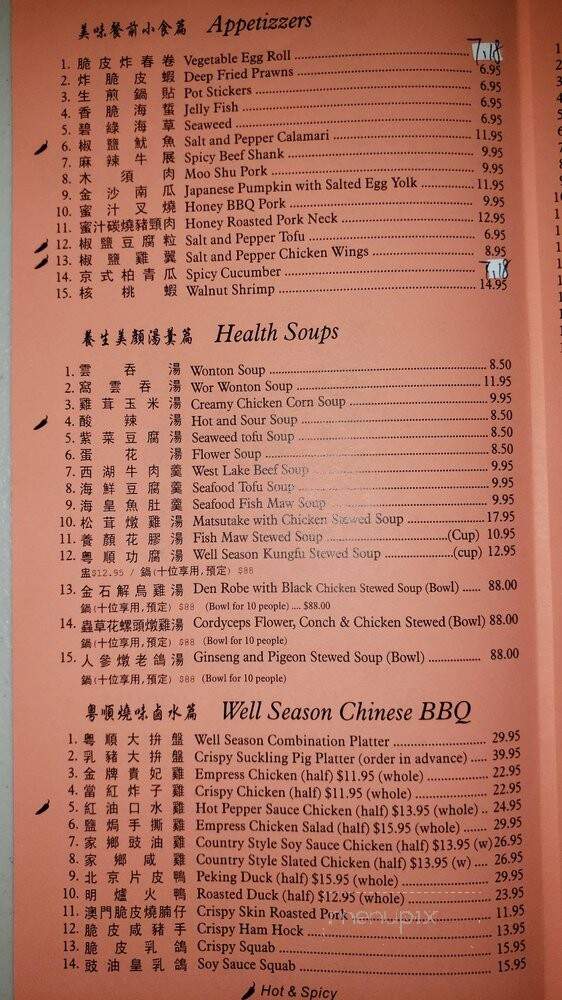 美味餐前小食篇 Appetizzers
1. 脆皮炸春卷 Vegetable Egg Roll 7.18
2. 炸脆皮蝦 Deep Fried Prawns 6.95
3. 生煎鍋貼 Pot Stickers 6.95
4. 香脆海蜇 Jelly Fish 6.95
5. 碧綠海草 Seaweed 6.95
6. 椒鹽魷魚 Salt and Pepper Calamari 11.95
7. 麻辣牛展 Spicy Beef Shank 9.95
8. 木須肉 Moo Shu Pork 9.95
9. 金沙南瓜 Japanese Pumpkin with Salted Egg Yolk 11.95
10. 蜜汁叉燒 Honey BBQ Pork 9.95
11. 蜜汁碳燒豬頸肉 Honey Roasted Pork Neck 12.95
12. 椒鹽豆腐粒 Salt and Pepper Tofu 6.95
13. 椒鹽雞翼 Salt and Pepper Chicken Wings 8.95
14. 京式柏青瓜 Spicy Cucumber 7.18
15. 核桃蝦 Walnut Shrimp 14.95
養生美顏湯羹篇 Health Soups
1. 雲吞湯 Wonton Soup 8.50
2. 窩雲吞湯 Wor Wonton Soup 11.95
3. 雞茸玉米湯 Creamy Chicken Corn Soup 9.95
4. 酸辣湯 Hot and Sour Soup 8.50
5. 紫菜豆腐湯 Seaweed tofu Soup 8.50
6. 蛋花湯 Flower Soup 8.50
7. 西湖牛肉羹 West Lake Beef Soup 9.95
8. 海鮮豆腐羹 Seafood Tofu Soup 9.95
9. 海皇魚肚羹 Seafood Fish Maw Soup 9.95
10. 松茸燉雞湯 Matsutake with Chicken Stewed Soup 17.95
11. 養顏花膠湯 Fish Maw Stewed Soup (Cup) 10.95
12. 粵順功腐湯 Well Season Kungfu Stewed Soup (cup) 12.95
盅$12.95 / 鍋(十位享用,預定) $88
13. 金石解烏雞湯 Den Robe with Black Chicken Stewed Soup (Bowl) 88.00
鍋(十位享用,預定) $88 (Bowl for 10 people) .... $88.00
14. 蟲草花螺頭燉雞湯 Cordyceps Flower, Conch & Chicken Stewed (Bowl) 88.00
鍋(十位享用,預定) $88 (Bowl for 10 people)
15. 人參燉老鴿湯 Ginseng and Pigeon Stewed Soup (Bowl) 88.00
鍋(十位享用,預定) $88 (Bowl for 10 people)
粵順燒味鹵水篇 Well Season Chinese BBQ
1. 粵順大拚盤 Well Season Combination Platter 29.95
2. 乳豬大拚盤 Crispy Suckling Pig Platter (order in advance) 39.95
3. 金牌貴妃雞 Empress Chicken (half) $11.95 (whole) 22.95
4. 當紅炸子雞 Crispy Chicken (half) $11.95 (whole) 22.95
5. 紅油口水雞 Hot Pepper Sauce Chicken (half) $13.95 (whole) 24.95
6. 鹽焗手撕雞 Empress Chicken Salad (half) $15.95 (whole) 29.95
7. 家鄉豉油雞 Country Style Soy Sauce Chicken (half) $13.95 (w) 26.95
8. 家鄉咸雞 Country Style Slated Chicken (half) $13.95 (w) 26.95
9. 北京片皮鴨 Peking Duck (half) $15.95 (whole) 29.95
10. 明爐火鴨 Roasted Duck (half) $12.95 (whole) 23.95
11. 澳門脆皮燒腩仔 Crispy Skin Roasted Pork 11.95
12. 脆皮咸豬手 Crispy Ham Hock 13.95
13. 脆皮乳鴿 Crispy Squab 15.95
14. 豉油皇乳鴿 Soy Sauce Squab 15.95
menupix
Hot & Spicy